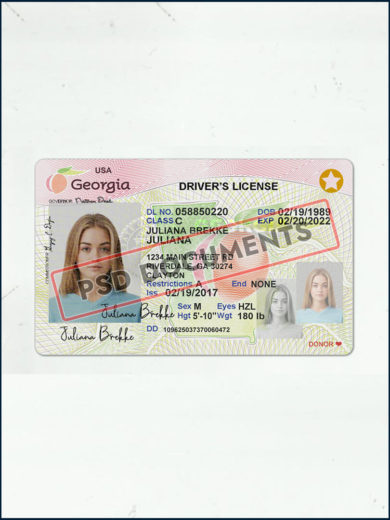 USA
Georgia
DRIVER'S LICENSE
GOVERNOR
DL NO. 058850220
DOB 02/19/1989
CLASS C
EXP 02/20/2022
JULIANA BREKKE
JULIANA
1234 MAIN STREET RD
RIVERDALE, GA 30274
CLAYTON
Restrictions A
End NONE
Iss 02/19/2017
Sex M
Eyes HZL
Hgt 5'-10"
Wgt 180 lb
DD 109625037370060472
Juliana Brekke
Juliana Brekke
DONOR
PSD DOCUMENTS